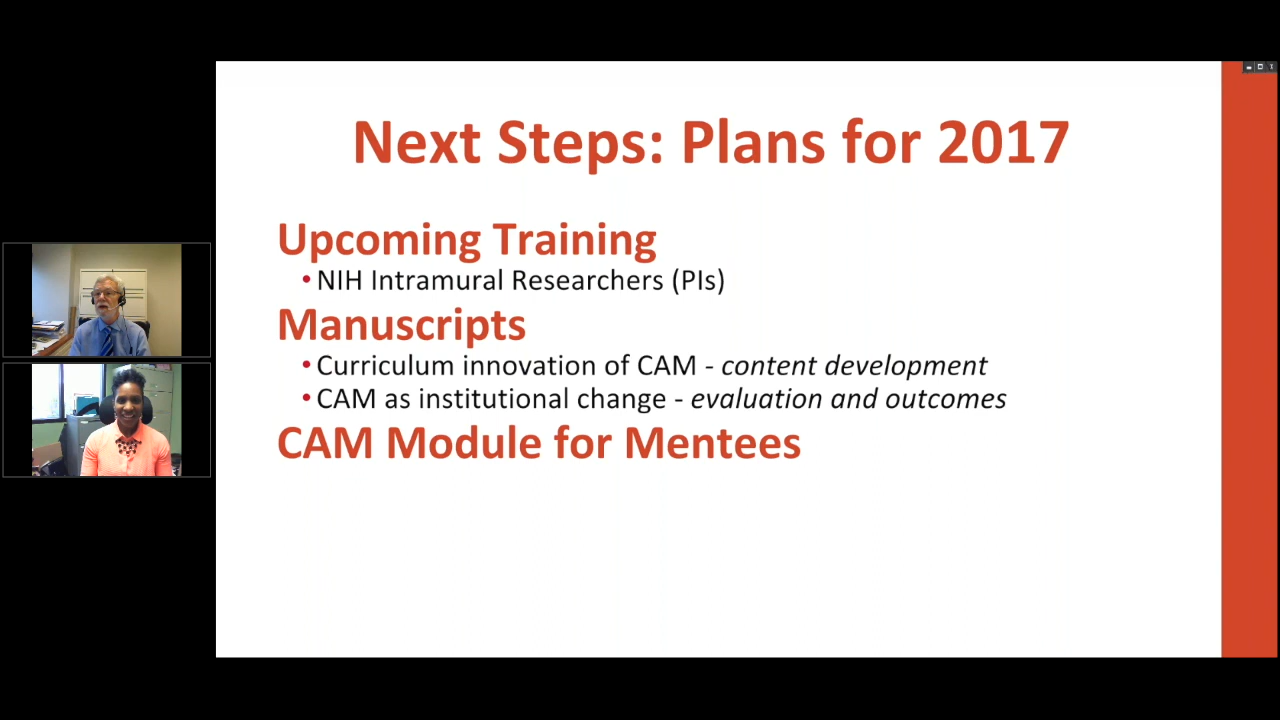 Next Steps: Plans for 2017
Upcoming Training
• NIH Intramural Researchers (PIs)
Manuscripts
• Curriculum innovation of CAM - content development
• CAM as institutional change - evaluation and outcomes
CAM Module for Mentees